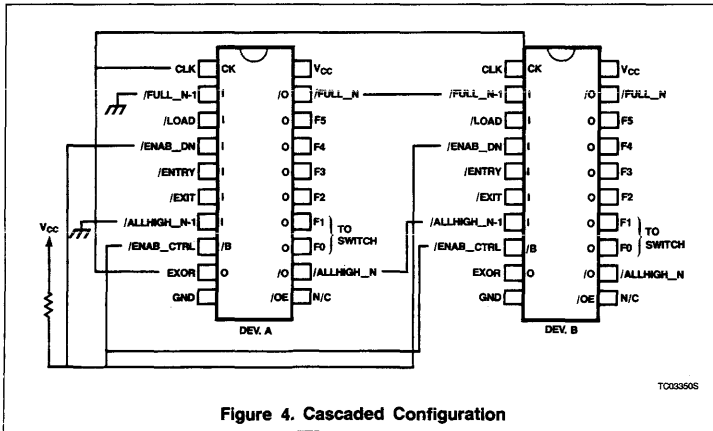 CLK CK VCC CLK CK VCC
/FULL_N-1 I /O /FULL_N /FULL_N-1 I /O /FULL_N
/LOAD I O F5 /LOAD I O F5
/ENAB_DN I O F4 /ENAB_DN I O F4
/ENTRY I O F3 /ENTRY I O F3
/EXIT I O F2 /EXIT I O F2
VCC /ALLHIGH_N-1 I O F1 /ALLHIGH_N-1 I O F1
TO SWITCH TO SWITCH
/ENAB_CTRL /B O F0 /ENAB_CTRL /B O F0
EXOR O /O /ALLHIGH_N EXOR O /O /ALLHIGH_N
GND /OE N/C GND /OE N/C
DEV. A DEV. B
TC03350S
Figure 4. Cascaded Configuration